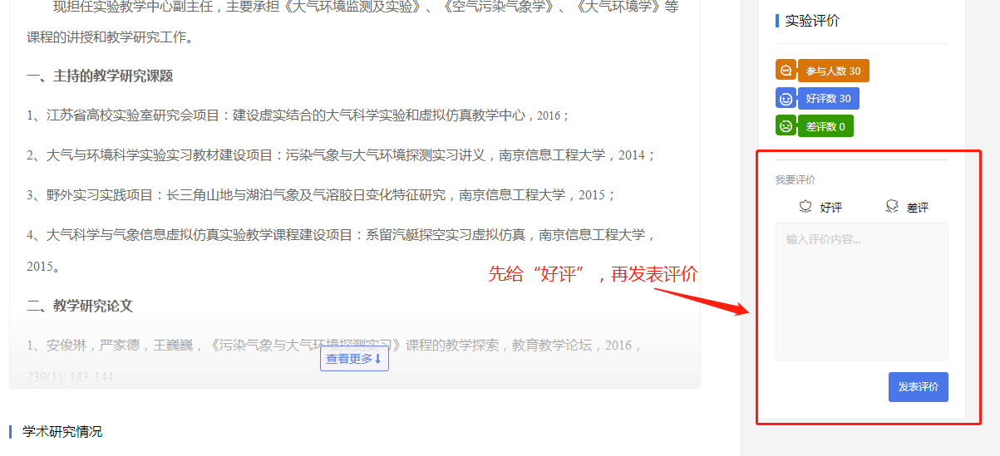 现担任实验教学中心副主任，主要承担《大气环境监测及实验》、《空气污染气象学》、《大气环境学》等
课程的讲授和教学研究工作。
一、主持的教学研究课题
1、江苏省高校实验室研究会项目：建设虚实结合的大气科学实验和虚拟仿真教学中心，2016；
2、大气与环境科学实验实习教材建设项目：污染气象与大气环境探测实习讲义，南京信息工程大学，2014；
3、野外实习实践项目：长三角山地与湖泊气象及气溶胶日变化特征研究，南京信息工程大学，2015；
4、大气科学与气象信息虚拟仿真实验教学课程建设项目：系留汽艇探空实习虚拟仿真，南京信息工程大学，
2015。
二、教学研究论文
1、安俊琳，严家德，王巍巍，《污染气象与大气环境探测实习》课程的教学探索，教育教学论坛，2016，
239(1): 143-144.
查看更多
学术研究情况
先给“好评”，再发表评价
实验评价
参与人数 30
好评数 30
差评数 0
我要评价
好评 差评
输入评价内容...
发表评价